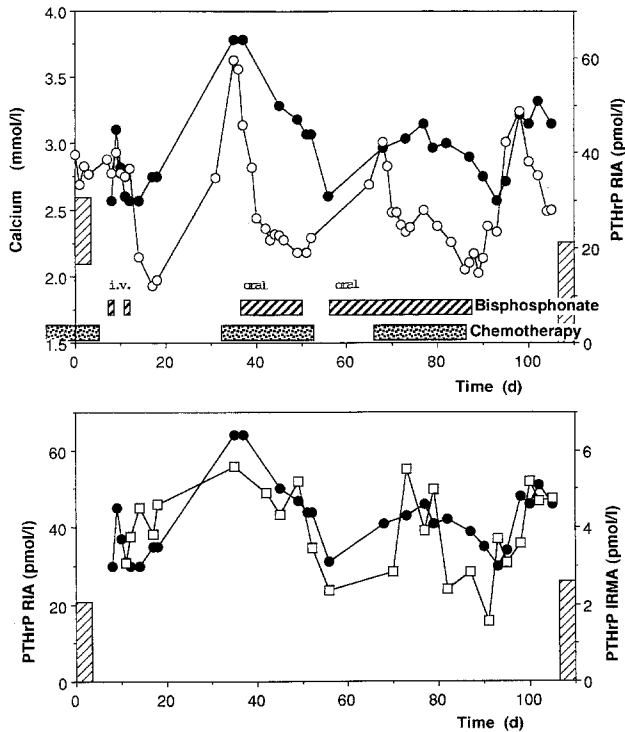 4.0
3.5
3.0
2.5
2.0
1.5
Calcium (mmol/l)
60
40
20
0
PTHrP RIA (pmol/l)
i.v.
oral
oral
Bisphosphonate
Chemotherapy
0
20
40
60
80
100
Time (d)
60
40
20
0
PTHrP RIA (pmol/l)
6
4
2
0
PTHrP IRMA (pmol/l)
0
20
40
60
80
100
Time (d)